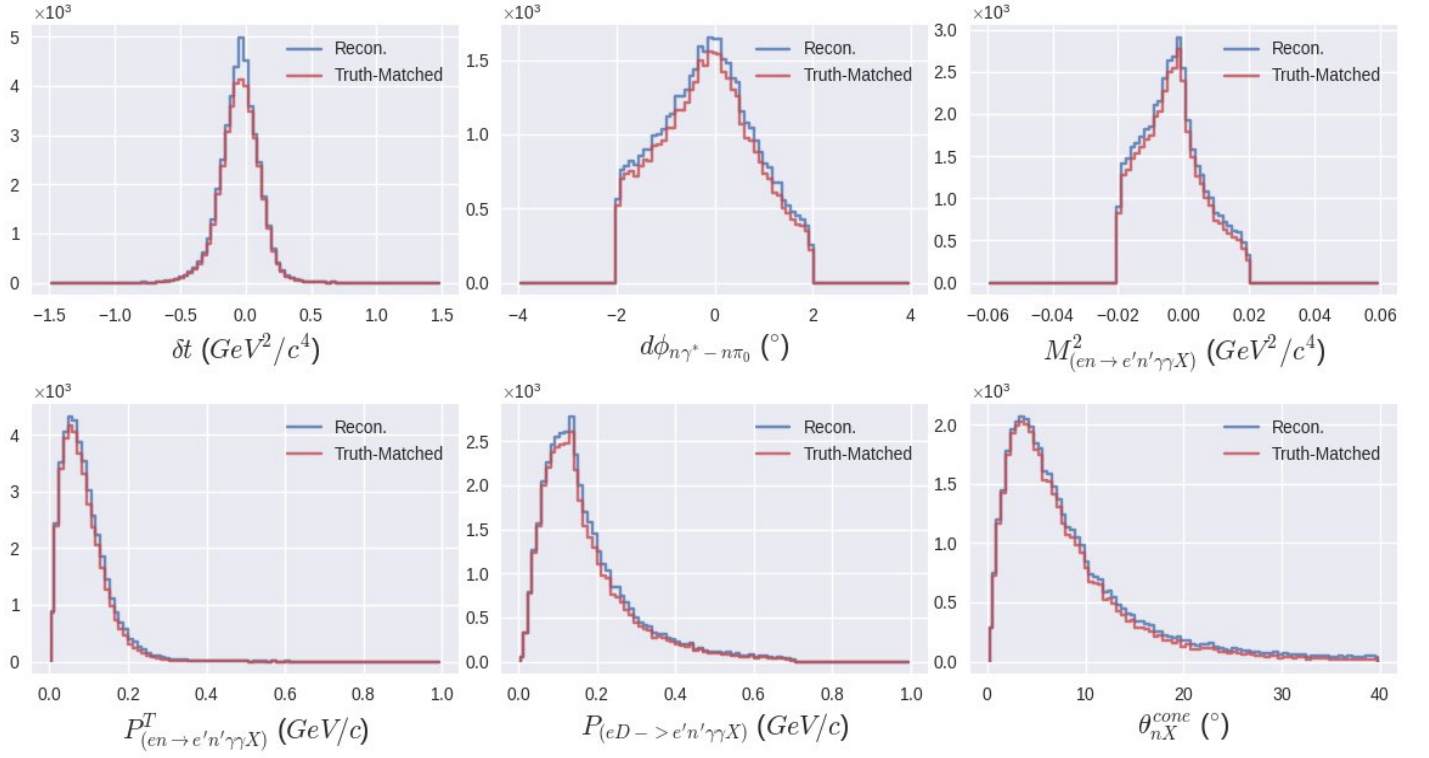 ×10³
5
4
3
2
1
0
Recon.
Truth-Matched
−1.5 −1.0 −0.5 0.0 0.5 1.0 1.5
δt (GeV²/c⁴)
×10³
1.5
1.0
0.5
0.0
Recon.
Truth-Matched
−4 −2 0 2 4
dϕ_{nγ* − nπ₀} (°)
×10³
3.0
2.5
2.0
1.5
1.0
0.5
0.0
Recon.
Truth-Matched
−0.06 −0.04 −0.02 0.00 0.02 0.04 0.06
M²_{(en→e′n′γγX)} (GeV²/c⁴)
×10³
4
3
2
1
0
Recon.
Truth-Matched
0.0 0.2 0.4 0.6 0.8 1.0
P^T_{(en→e′n′γγX)} (GeV/c)
×10³
2.5
2.0
1.5
1.0
0.5
0.0
Recon.
Truth-Matched
0.0 0.2 0.4 0.6 0.8 1.0
P_{(eD−>e′n′γγX)} (GeV/c)
×10³
2.0
1.5
1.0
0.5
0.0
Recon.
Truth-Matched
0 10 20 30 40
θ^{cone}_{nX} (°)